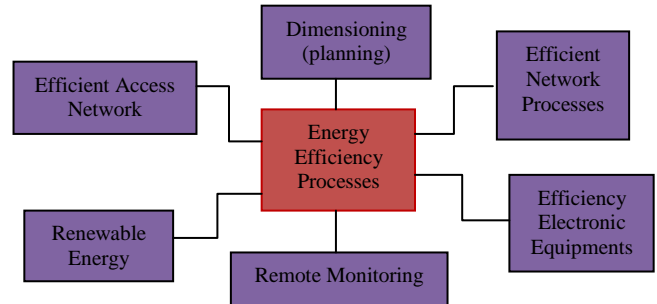 Dimensioning
(planning)
Efficient
Network
Processes
Efficient Access
Network
Energy
Efficiency
Processes
Efficiency
Electronic
Equipments
Renewable
Energy
Remote Monitoring